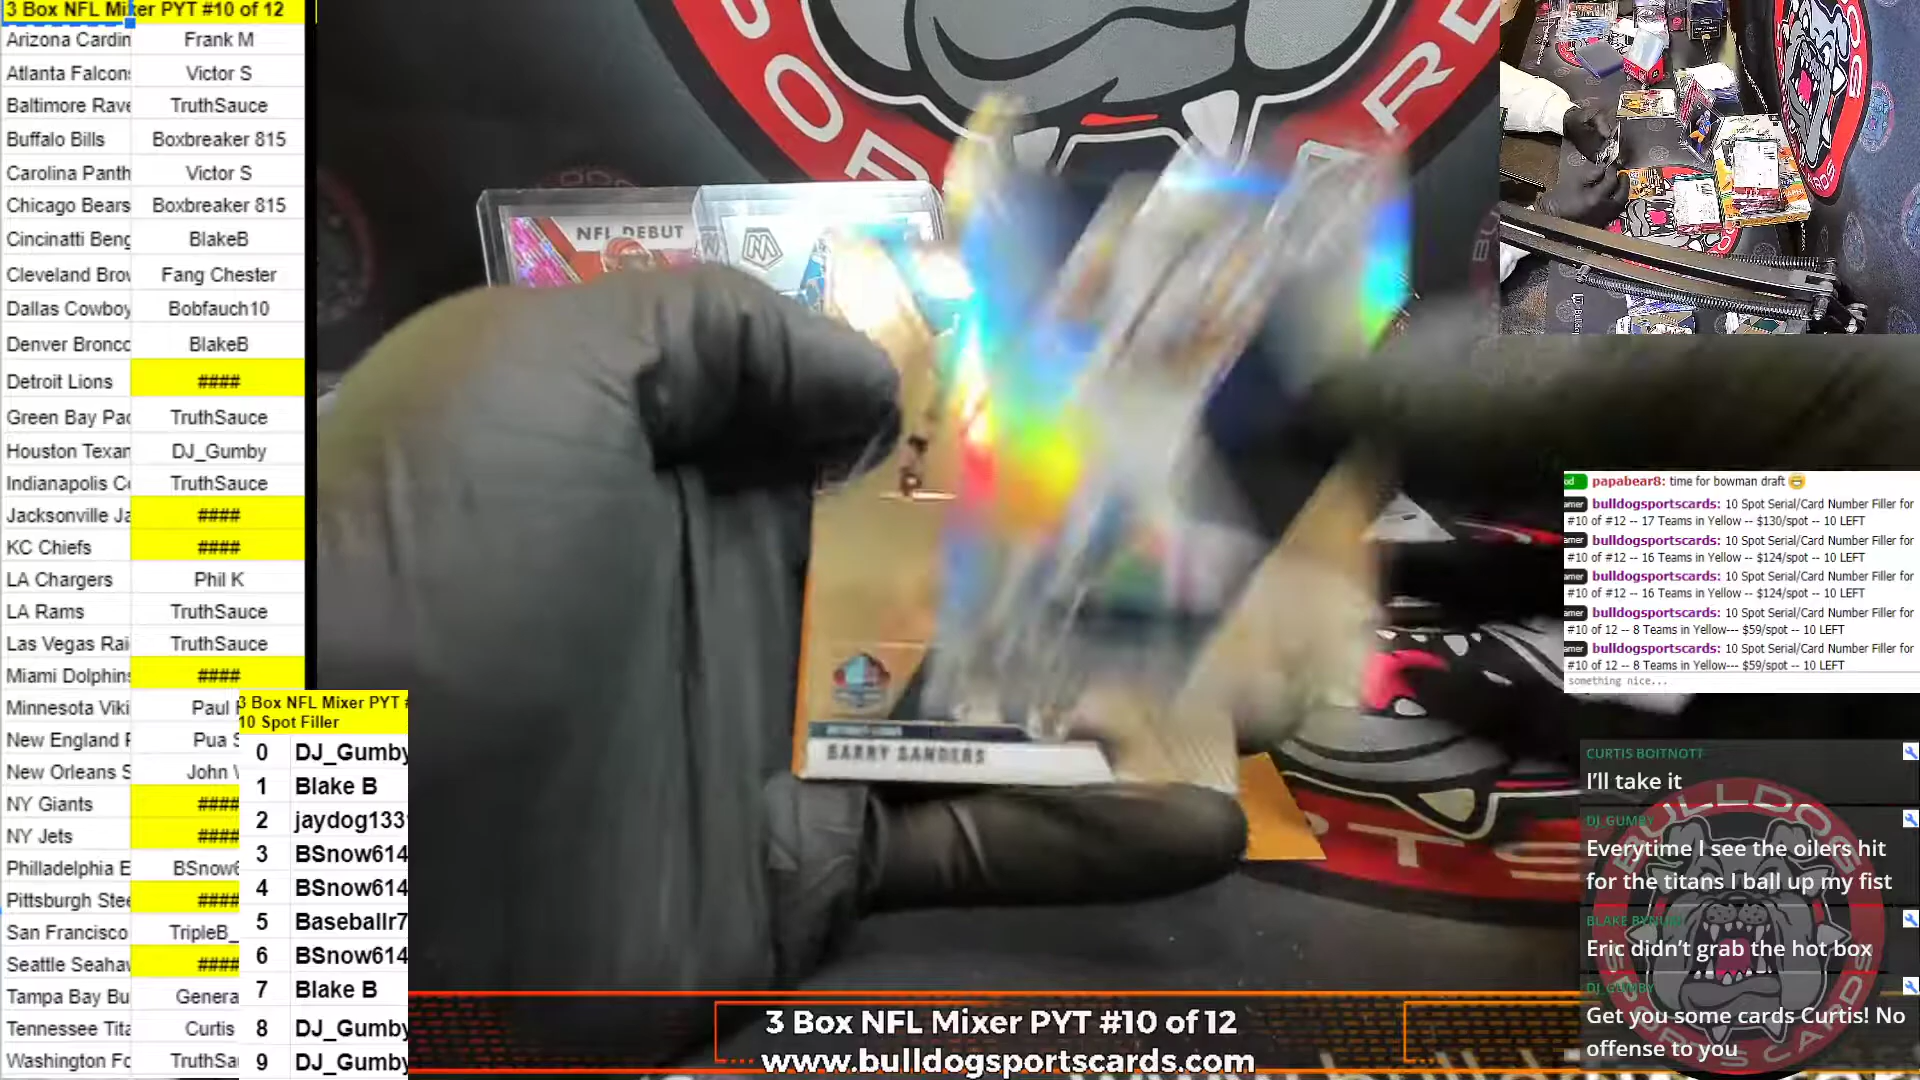 3 Box NFL Mixer PYT #10 of 12
Arizona Cardin Frank M
Atlanta Falcons Victor S
Baltimore Rave TruthSauce
Buffalo Bills Boxbreaker 815
Carolina Panth Victor S
Chicago Bears Boxbreaker 815
Cincinatti Beng BlakeB
Cleveland Brov Fang Chester
Dallas Cowboy Bobfauch10
Denver Bronco BlakeB
Detroit Lions ####
Green Bay Pac TruthSauce
Houston Texan DJ_Gumby
Indianapolis Co TruthSauce
Jacksonville Ja ####
KC Chiefs ####
LA Chargers Phil K
LA Rams TruthSauce
Las Vegas Rai TruthSauce
Miami Dolphins ####
Minnesota Viki Paul
New England Pua S
New Orleans S John
NY Giants ####
NY Jets ####
Philladelphia E BSnow6
Pittsburgh Stee ####
San Francisco TripleB_
Seattle Seahav ####
Tampa Bay Bu Genera
Tennessee Tita Curtis
Washington Fo TruthSa
3 Box NFL Mixer PYT #
10 Spot Filler
0 DJ_Gumby
1 Blake B
2 jaydog133
3 BSnow614
4 BSnow614
5 Baseballr7
6 BSnow614
7 Blake B
8 DJ_Gumby
9 DJ_Gumby
NFL DEBUT
BARRY SANDERS
papabear8: time for bowman draft
bulldogsportscards: 10 Spot Serial/Card Number Filler for
#10 of #12 -- 17 Teams in Yellow -- $130/spot -- 10 LEFT
bulldogsportscards: 10 Spot Serial/Card Number Filler for
#10 of #12 -- 16 Teams in Yellow -- $124/spot -- 10 LEFT
bulldogsportscards: 10 Spot Serial/Card Number Filler for
#10 of #12 -- 16 Teams in Yellow -- $124/spot -- 10 LEFT
bulldogsportscards: 10 Spot Serial/Card Number Filler for
#10 of 12 -- 8 Teams in Yellow--- $59/spot -- 10 LEFT
bulldogsportscards: 10 Spot Serial/Card Number Filler for
#10 of 12 -- 8 Teams in Yellow--- $59/spot -- 10 LEFT
something nice...
CURTIS BOITNOTT
I'll take it
DJ GUMBY
Everytime I see the oilers hit
for the titans I ball up my fist
BLAKE BYNUM
Eric didn't grab the hot box
DJ GUMBY
Get you some cards Curtis! No
offense to you
BULLDOG SPORTS CARDS
3 Box NFL Mixer PYT #10 of 12
www.bulldogsportscards.com